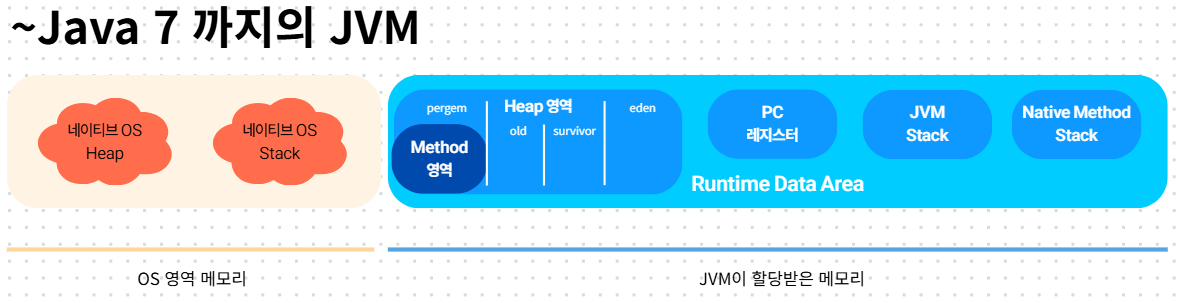 ~Java 7 까지의 JVM
네이티브 OS
Heap
네이티브 OS
Stack
pergem
Heap 영역
eden
old
survivor
Method
영역
PC
레지스터
JVM
Stack
Native Method
Stack
Runtime Data Area
OS 영역 메모리
JVM이 할당받은 메모리